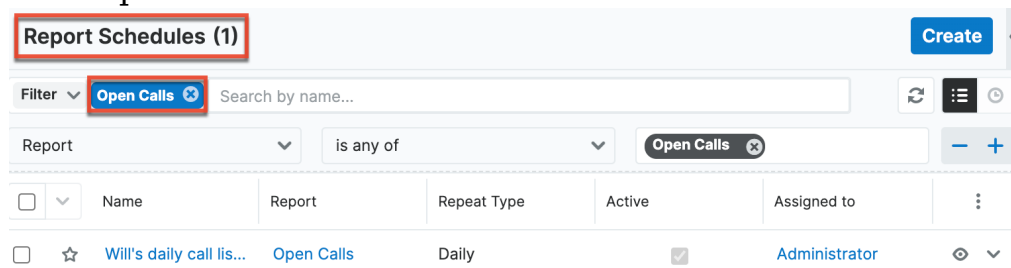 Report Schedules (1)
Create
Filter Open Calls Search by name...
Report is any of Open Calls
Name Report Repeat Type Active Assigned to
Will's daily call lis... Open Calls Daily Administrator